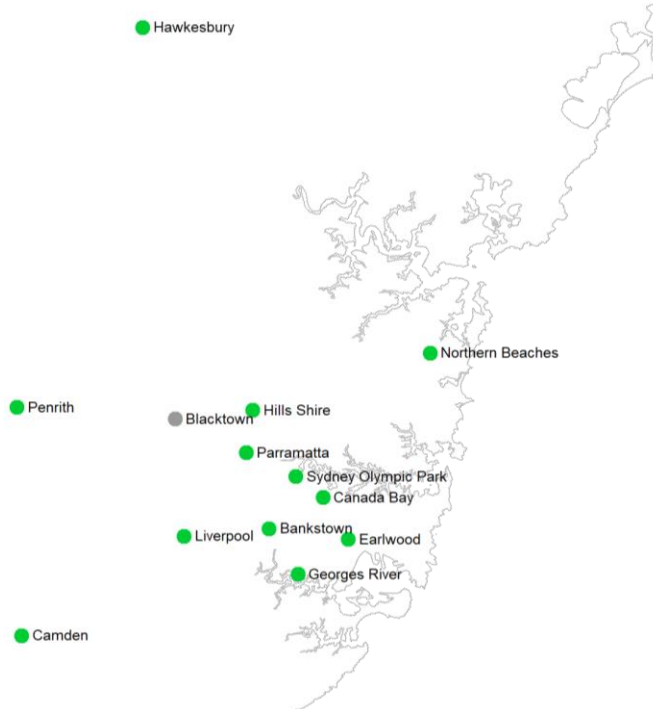 Hawkesbury
Northern Beaches
Penrith
Hills Shire
Blacktown
Parramatta
Sydney Olympic Park
Canada Bay
Bankstown
Liverpool
Earlwood
Georges River
Camden